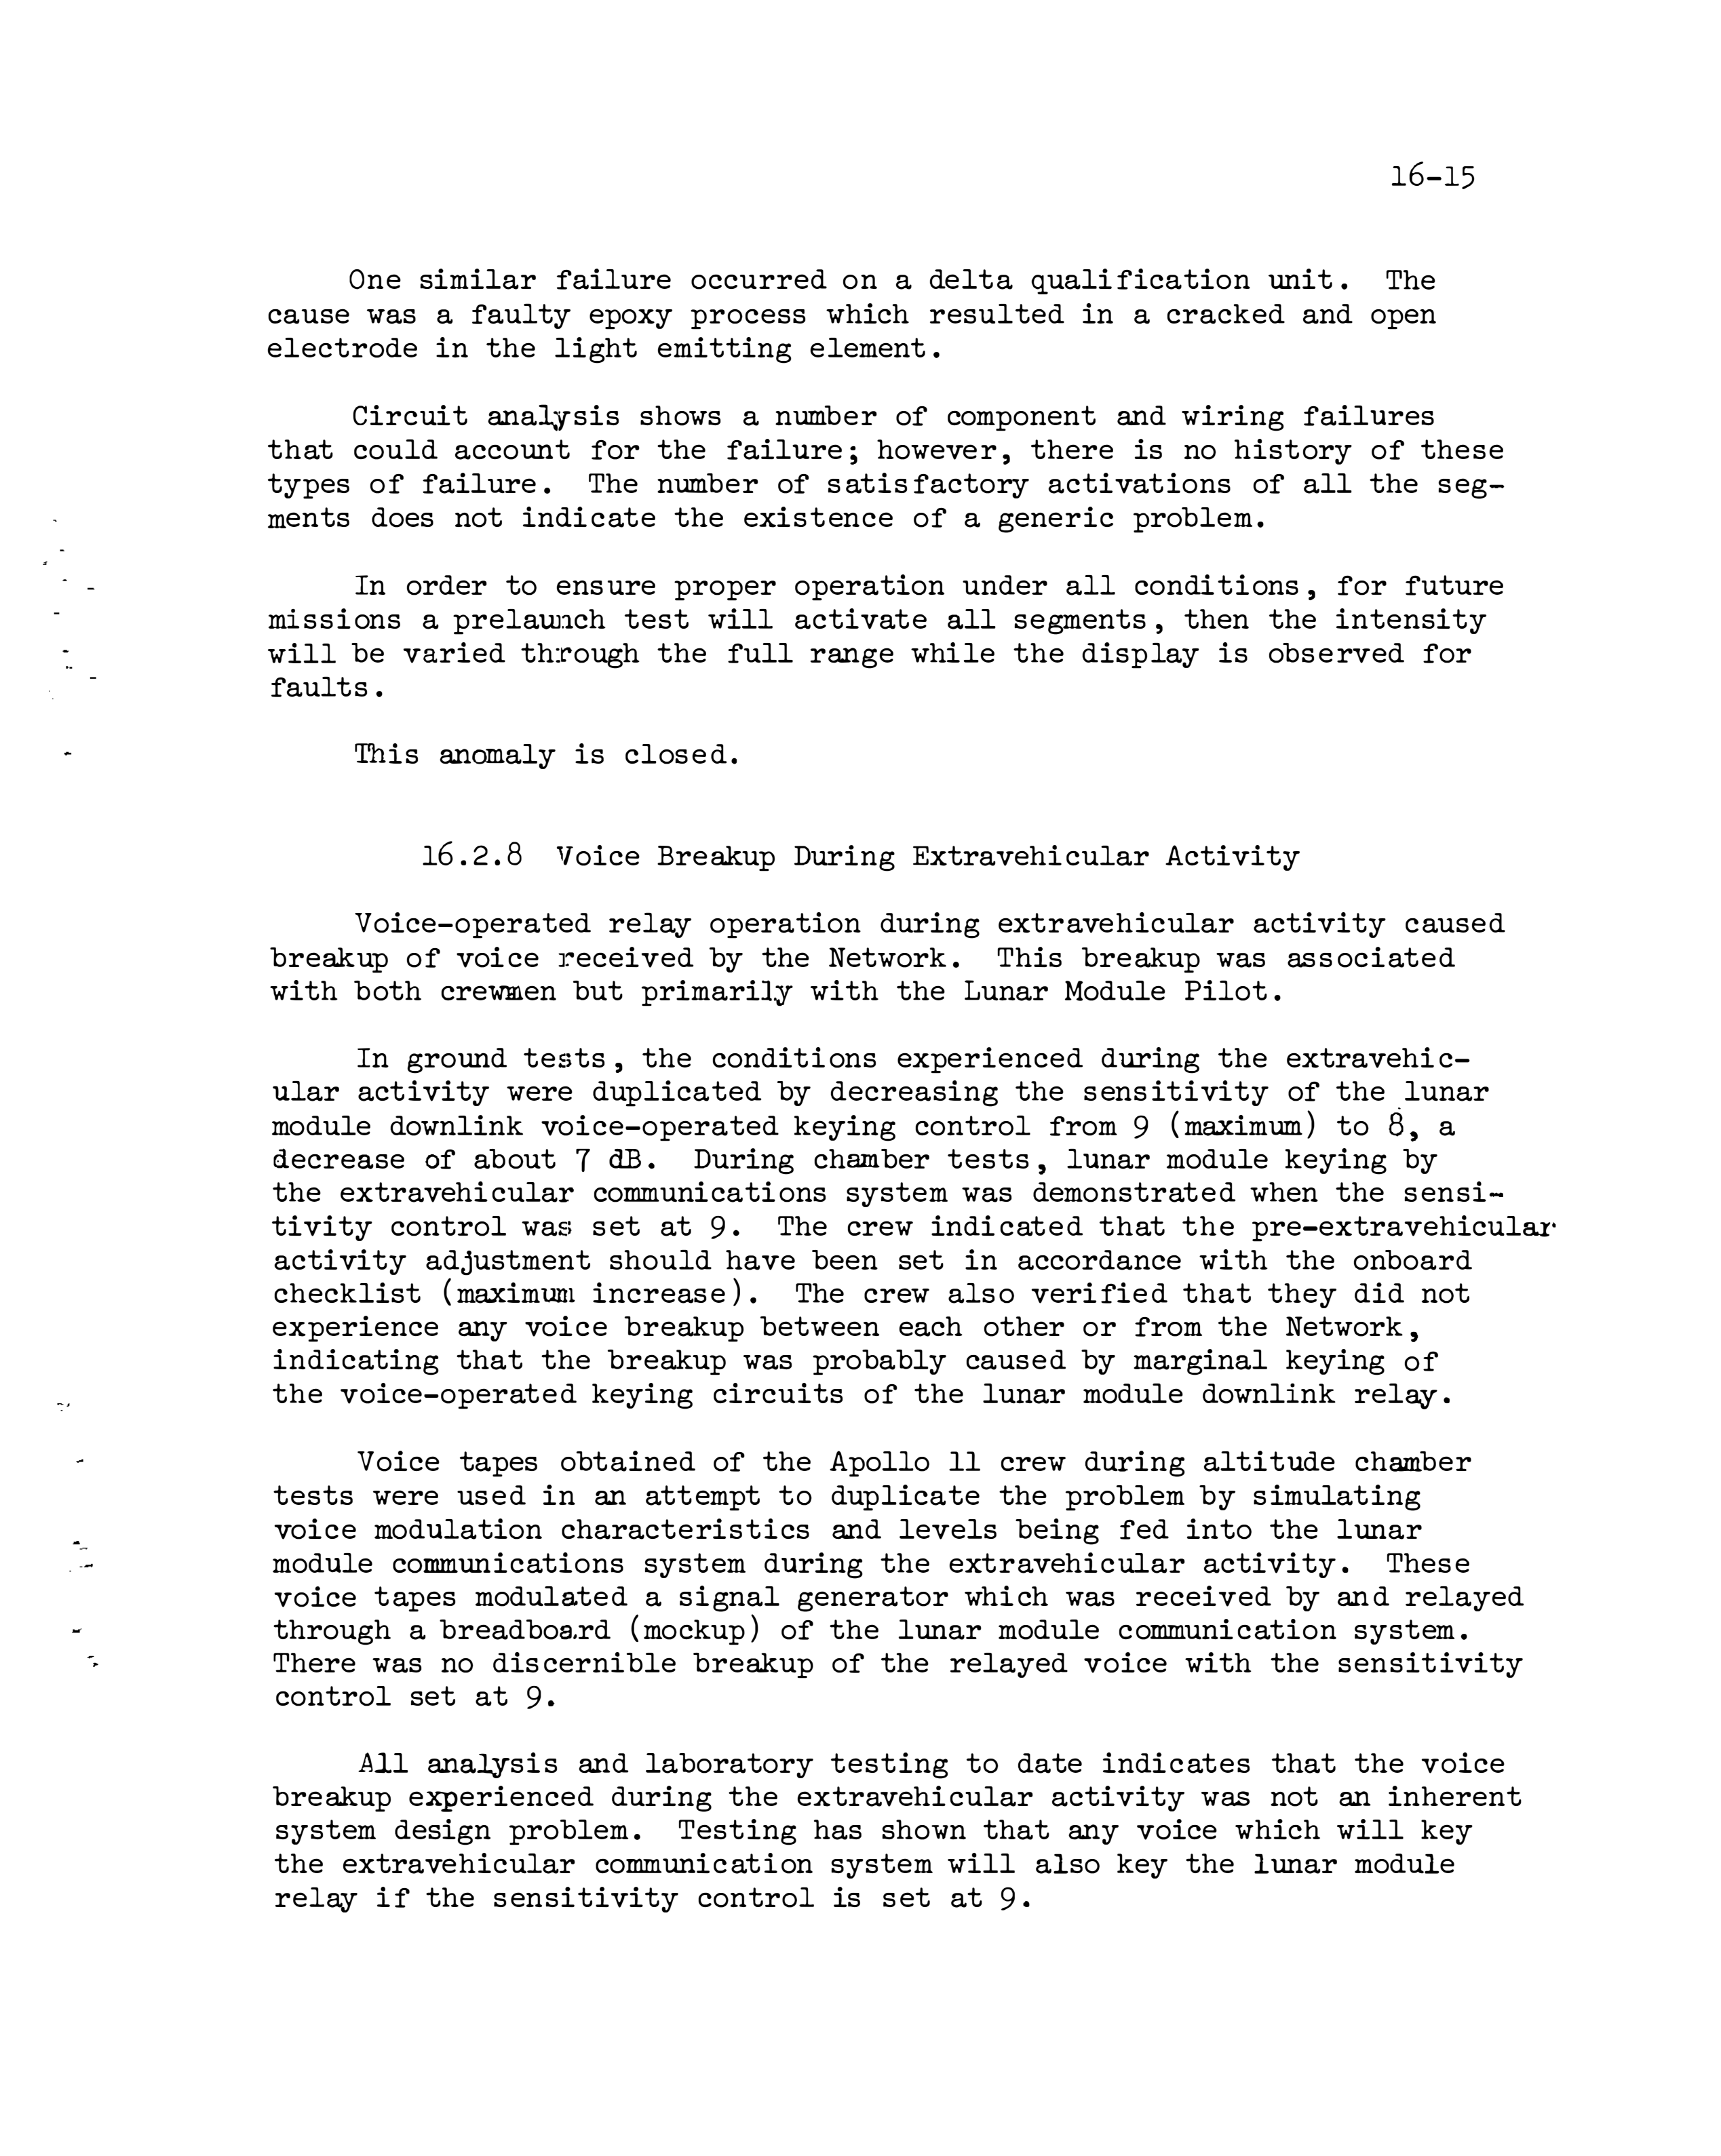 16-15
One similar failure occurred on a delta qualification unit. The
cause was a faulty epoxy process which resulted in a cracked and open
electrode in the light emitting element.
Circuit analysis shows a number of component and wiring failures
that could account for the failure; however, there is no history of these
types of failure. The number of satisfactory activations of all the seg-
ments does not indicate the existence of a generic problem.
In order to ensure proper operation under all conditions, for future
missions a prelaunch test will activate all segments, then the intensity
will be varied through the full range while the display is observed for
faults.
This anomaly is closed.
16.2.8 Voice Breakup During Extravehicular Activity
Voice-operated relay operation during extravehicular activity caused
breakup of voice received by the Network. This breakup was associated
with both crewmen but primarily with the Lunar Module Pilot.
In ground tests, the conditions experienced during the extravehic-
ular activity were duplicated by decreasing the sensitivity of the lunar
module downlink voice-operated keying control from 9 (maximum) to 8, a
decrease of about 7 dB. During chamber tests, lunar module keying by
the extravehicular communications system was demonstrated when the sensi-
tivity control was set at 9. The crew indicated that the pre-extravehicular
activity adjustment should have been set in accordance with the onboard
checklist (maximum increase). The crew also verified that they did not
experience any voice breakup between each other or from the Network,
indicating that the breakup was probably caused by marginal keying of
the voice-operated keying circuits of the lunar module downlink relay.
Voice tapes obtained of the Apollo 11 crew during altitude chamber
tests were used in an attempt to duplicate the problem by simulating
voice modulation characteristics and levels being fed into the lunar
module communications system during the extravehicular activity. These
voice tapes modulated a signal generator which was received by and relayed
through a breadboard (mockup) of the lunar module communication system.
There was no discernible breakup of the relayed voice with the sensitivity
control set at 9.
All analysis and laboratory testing to date indicates that the voice
breakup experienced during the extravehicular activity was not an inherent
system design problem. Testing has shown that any voice which will key
the extravehicular communication system will also key the lunar module
relay if the sensitivity control is set at 9.